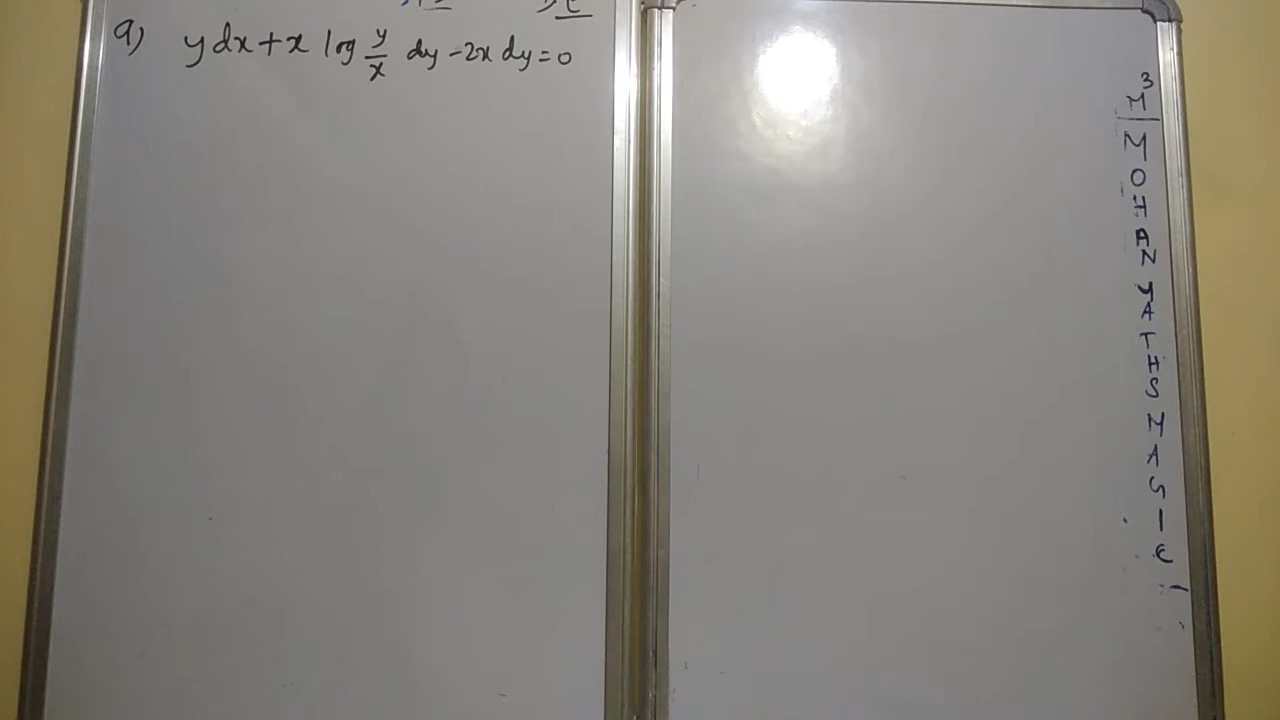 9) y dx + x log y/x dy - 2x dy = 0
M³
MOHAN MATHS MAGIC!